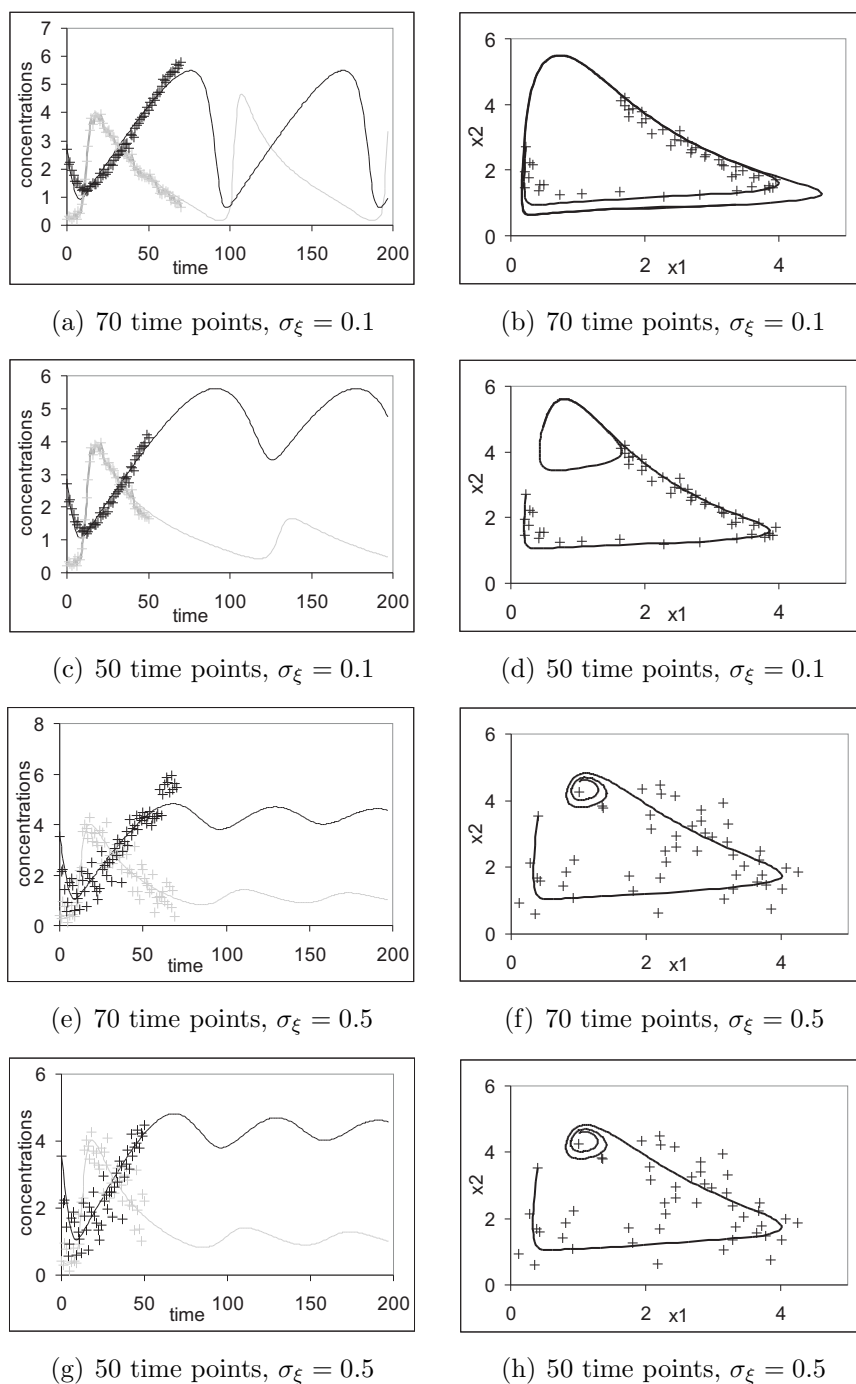 7
6
5
4
3
2
1
0
concentrations
0 50 100 150 200
time
6
4
2
0
x2
0 2 4
x1
(a) 70 time points, σξ = 0.1
(b) 70 time points, σξ = 0.1
6
5
4
3
2
1
0
concentrations
0 50 100 150 200
6
4
2
0
x2
0 2 4
x1
(c) 50 time points, σξ = 0.1
(d) 50 time points, σξ = 0.1
8
6
4
2
0
concentrations
0 50 100 150 200
time
6
4
2
0
x2
0 2 4
x1
(e) 70 time points, σξ = 0.5
(f) 70 time points, σξ = 0.5
6
4
2
0
concentrations
0 50 100 150 200
time
6
4
2
0
x2
0 2 4
x1
(g) 50 time points, σξ = 0.5
(h) 50 time points, σξ = 0.5